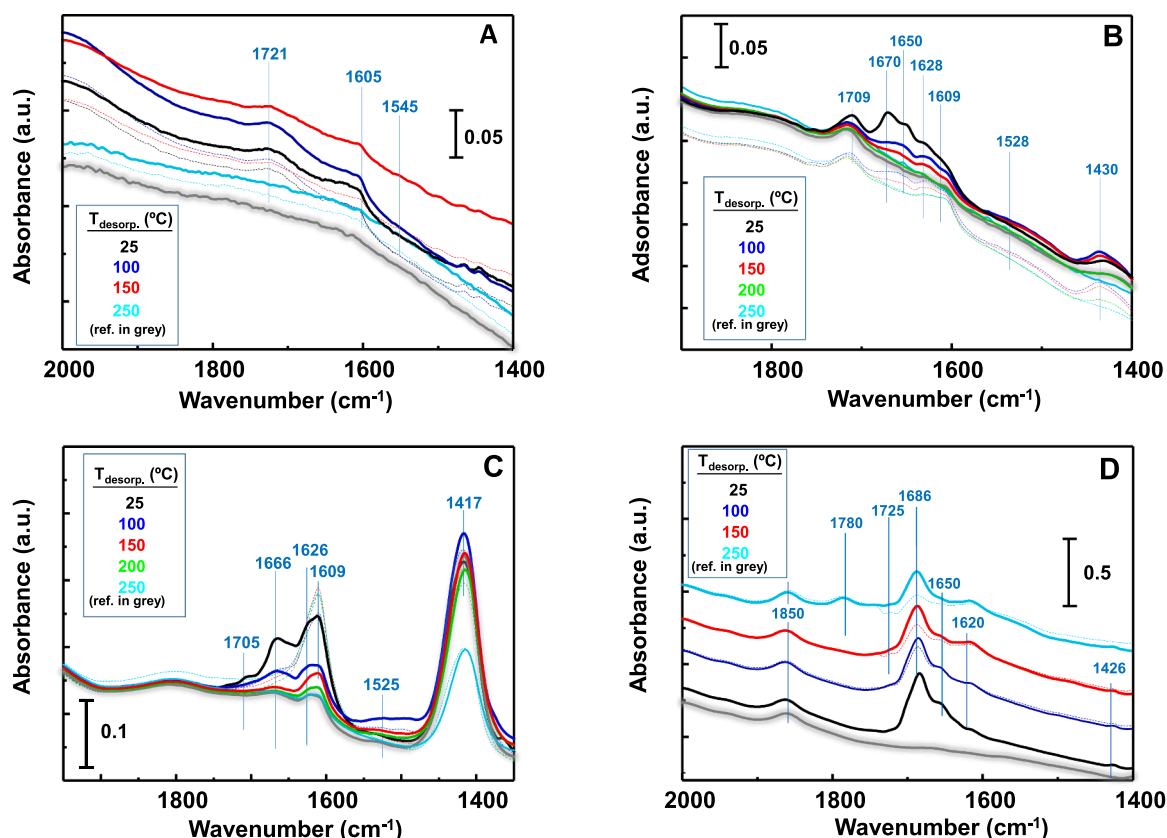 A
1721
1605
1545
0.05
Absorbance (a.u.)
Tdesorp. (ºC)
25
100
150
250
(ref. in grey)
2000
1800
1600
1400
Wavenumber (cm-1)
B
0.05
1650
1670
1628
1709
1609
1528
1430
Adsorbance (a.u.)
Tdesorp. (ºC)
25
100
150
200
250
(ref. in grey)
1800
1600
1400
Wavenumber (cm-1)
C
Tdesorp. (ºC)
25
100
150
200
250
(ref. in grey)
1417
1626
1666
1609
1705
1525
0.1
Absorbance (a.u.)
1800
1600
1400
Wavenumber (cm-1)
D
Tdesorp. (ºC)
25
100
150
250
(ref. in grey)
1686
1725
1780
1650
1850
1620
1426
0.5
Absorbance (a.u.)
2000
1800
1600
1400
Wavenumber (cm-1)